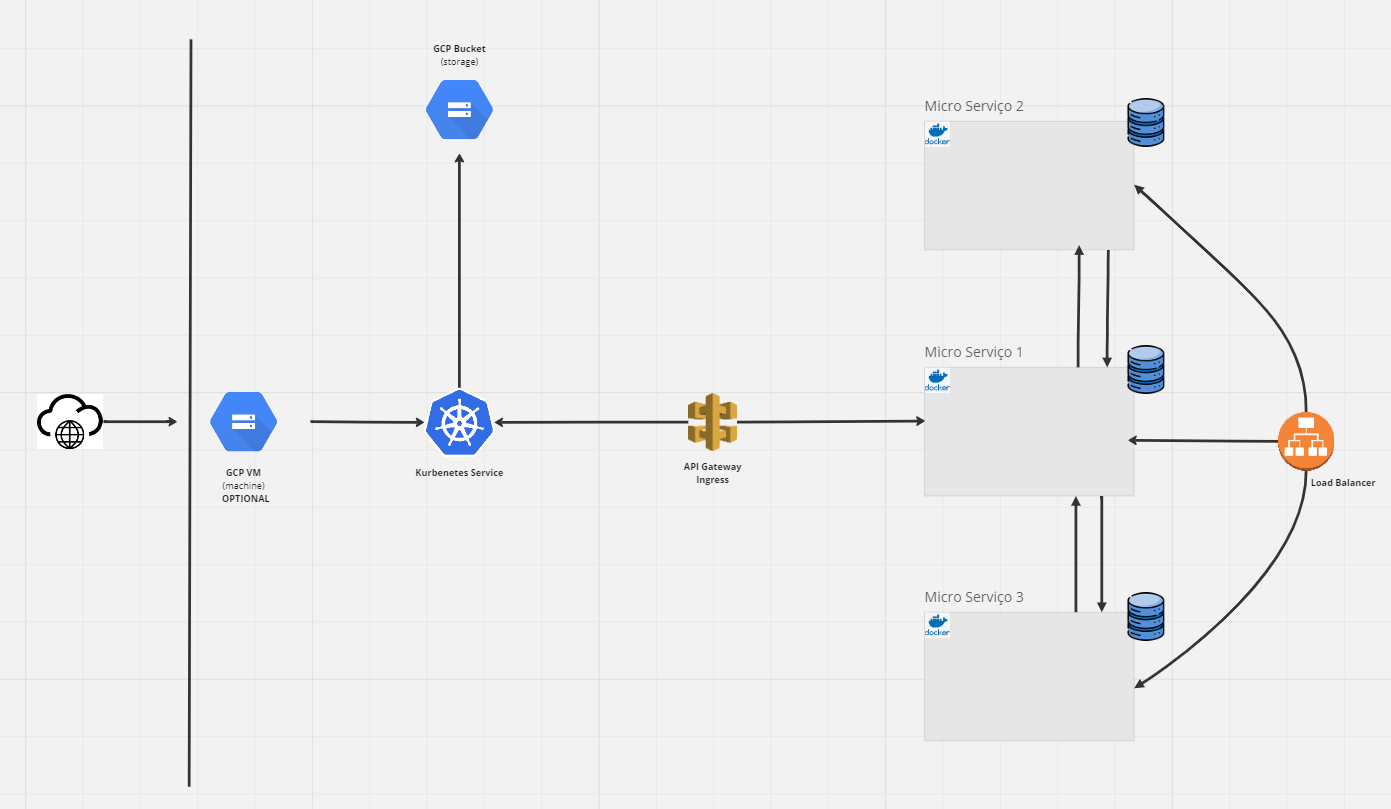 GCP Bucket
(storage)
Micro Serviço 2
docker
Micro Serviço 1
docker
GCP VM
(machine)
OPTIONAL
Kurbenetes Service
API Gateway
Ingress
Load Balancer
Micro Serviço 3
docker